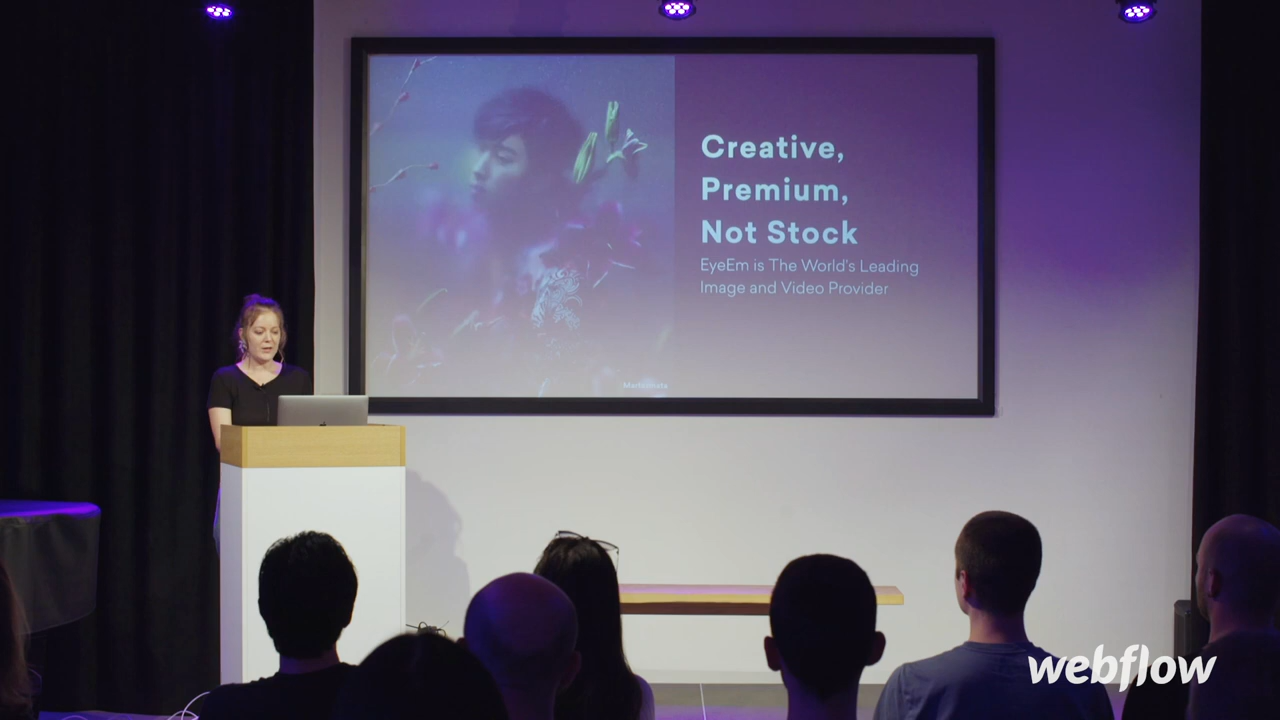 Creative,
Premium,
Not Stock
EyeEm is The World's Leading
Image and Video Provider
webflow